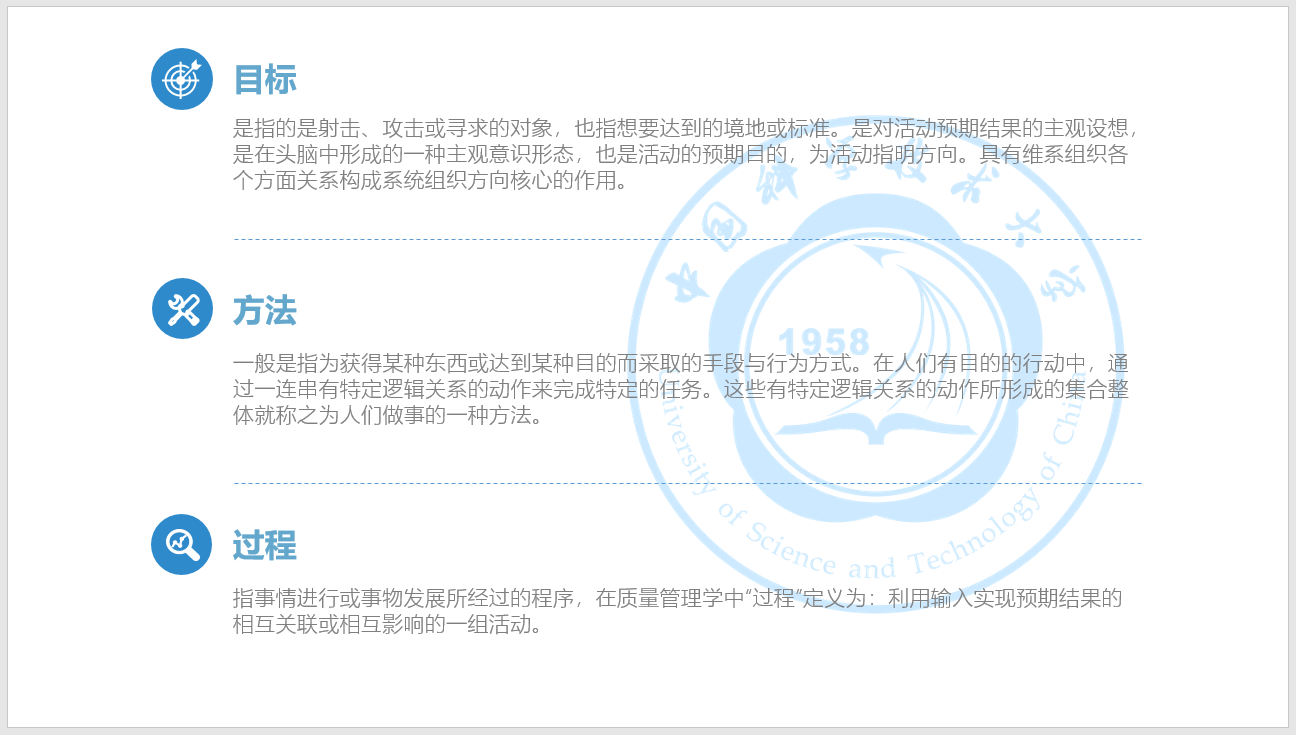 目标
是指的是射击、攻击或寻求的对象，也指想要达到的境地或标准。是对活动预期结果的主观设想，
是在头脑中形成的一种主观意识形态，也是活动的预期目的，为活动指明方向。具有维系组织各
个方面关系构成系统组织方向核心的作用。
中国科学技术大学
1958
方法
一般是指为获得某种东西或达到某种目的而采取的手段与行为方式。在人们有目的的行动中，通
过一连串有特定逻辑关系的动作来完成特定的任务。这些有特定逻辑关系的动作所形成的集合整
体就称之为人们做事的一种方法。
University of Science and Technology of China
过程
指事情进行或事物发展所经过的程序，在质量管理学中“过程“定义为：利用输入实现预期结果的
相互关联或相互影响的一组活动。